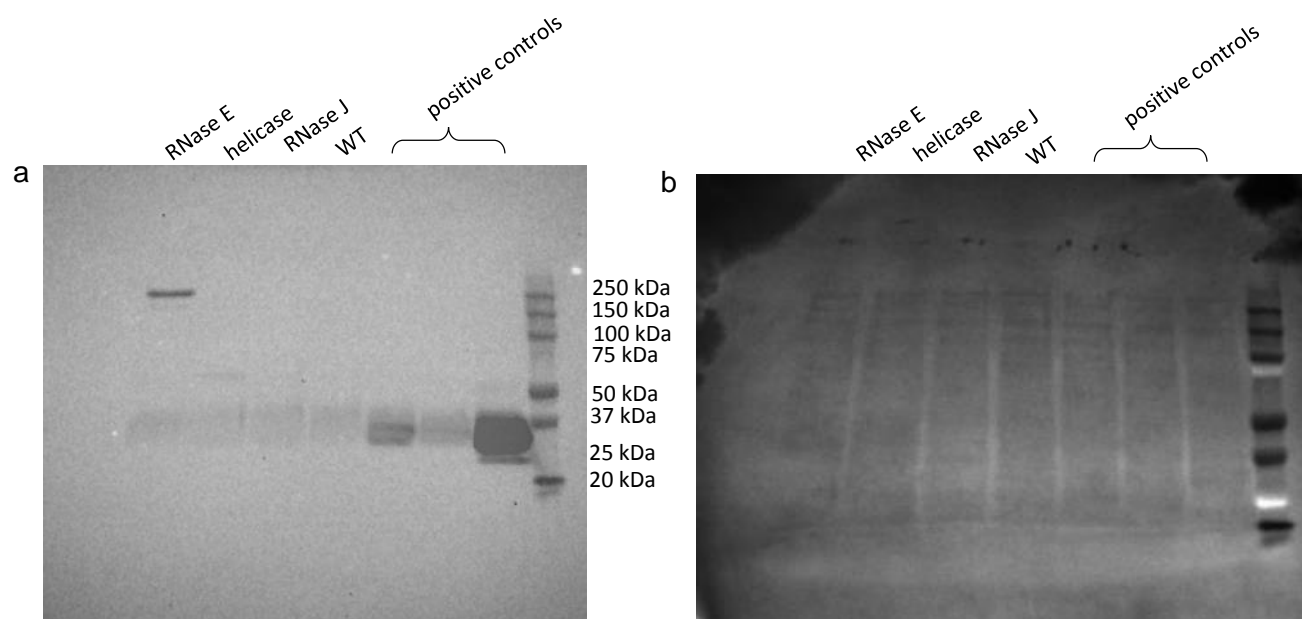 a
RNase E
helicase
RNase J
WT
positive controls
250 kDa
150 kDa
100 kDa
75 kDa
50 kDa
37 kDa
25 kDa
20 kDa
b
RNase E
helicase
RNase J
WT
positive controls